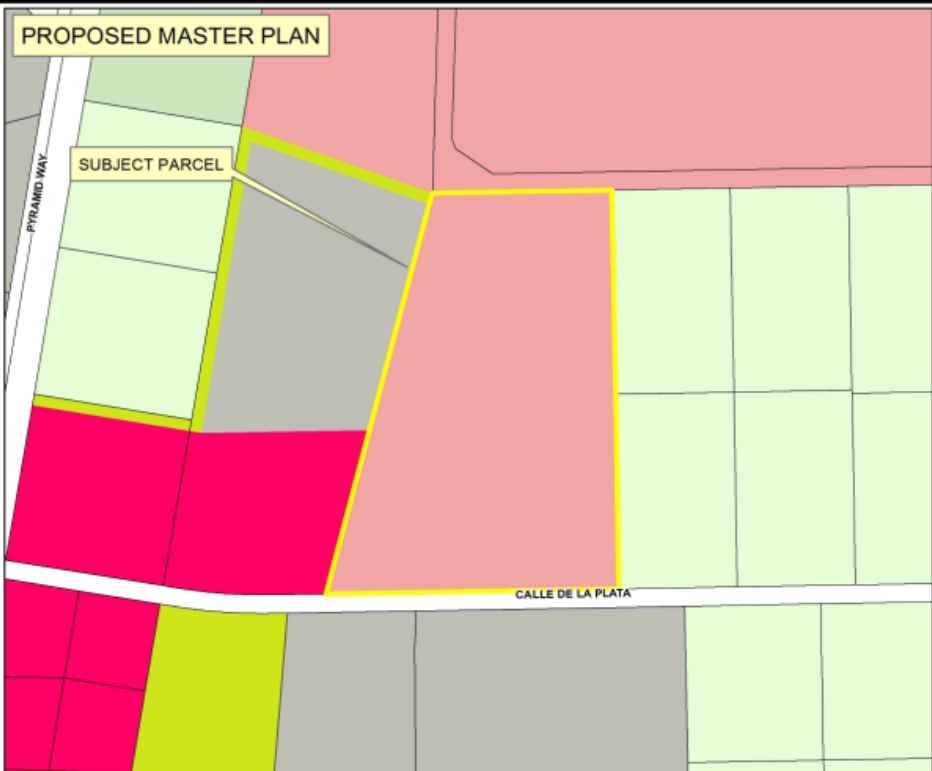 PROPOSED MASTER PLAN
SUBJECT PARCEL
PYRAMID WAY
CALLE DE LA PLATA